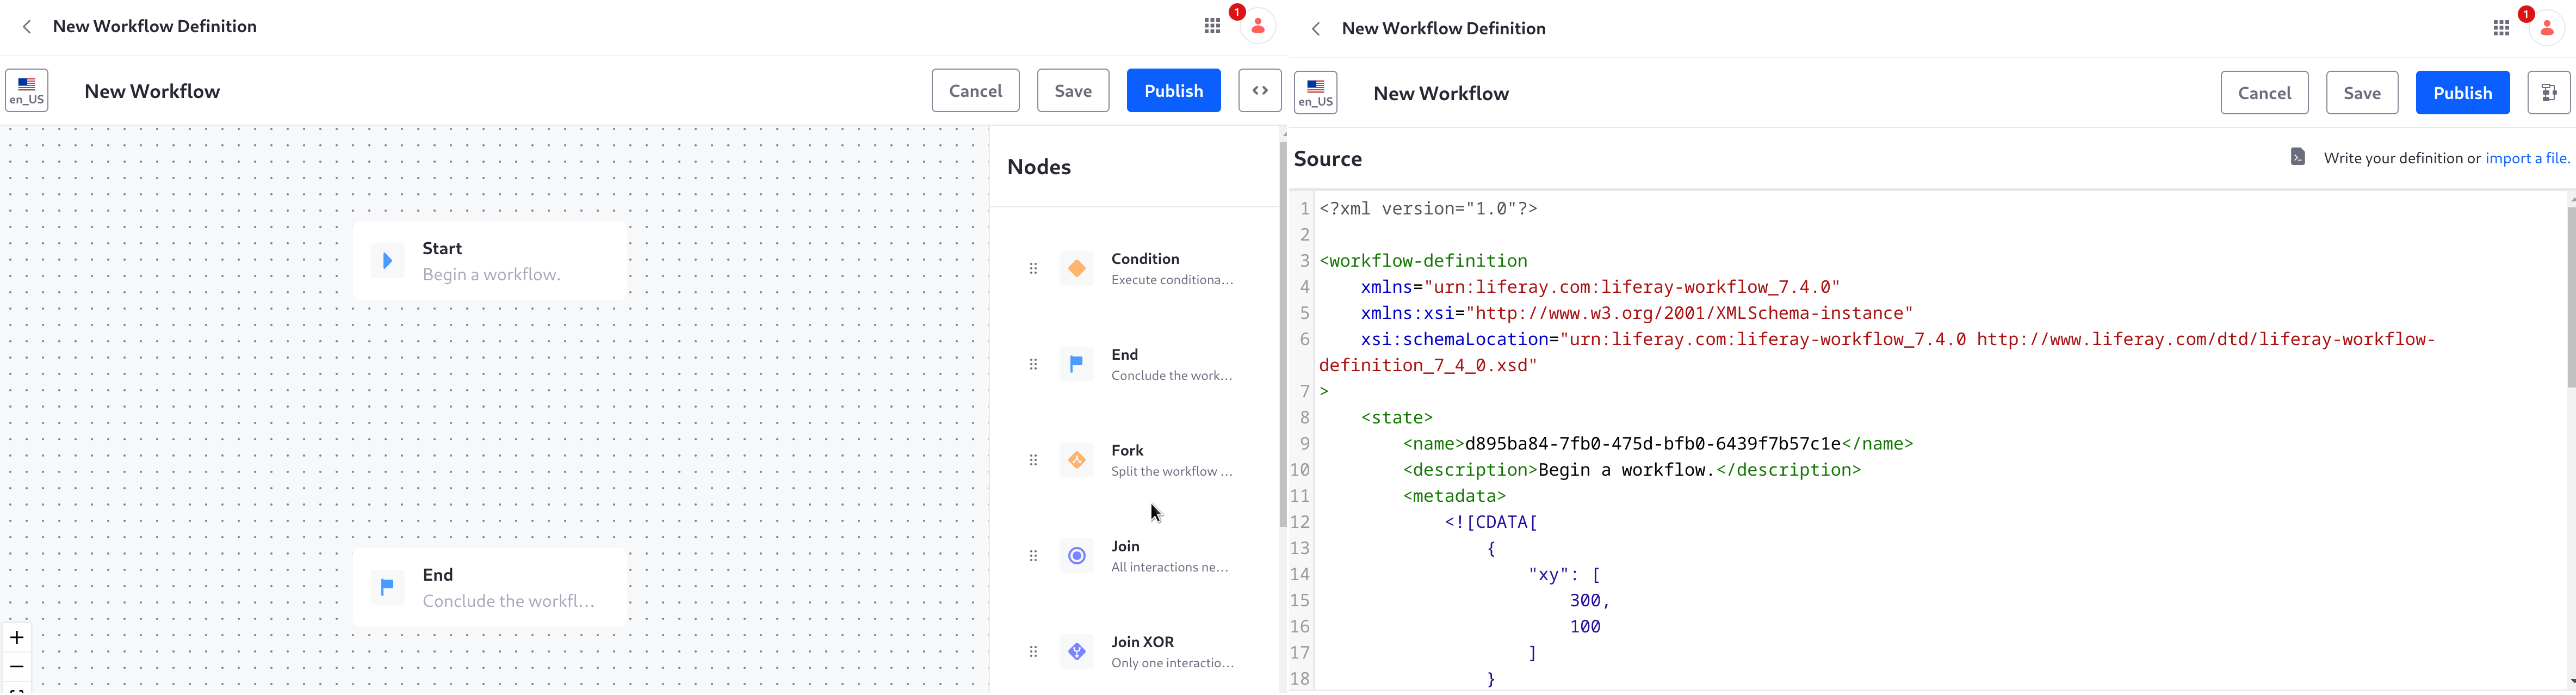 New Workflow Definition
1
en_US
New Workflow
Cancel
Save
Publish
Start
Begin a workflow.
End
Conclude the workfl...
Nodes
Condition
Execute conditiona...
End
Conclude the work...
Fork
Split the workflow ...
Join
All interactions ne...
Join XOR
Only one interactio...
New Workflow Definition
1
en_US
New Workflow
Cancel
Save
Publish
Source
Write your definition or import a file.
1 <?xml version="1.0"?>
2
3 <workflow-definition
4 xmlns="urn:liferay.com:liferay-workflow_7.4.0"
5 xmlns:xsi="http://www.w3.org/2001/XMLSchema-instance"
6 xsi:schemaLocation="urn:liferay.com:liferay-workflow_7.4.0 http://www.liferay.com/dtd/liferay-workflow-
definition_7_4_0.xsd"
7 >
8 <state>
9 <name>d895ba84-7fb0-475d-bfb0-6439f7b57c1e</name>
10 <description>Begin a workflow.</description>
11 <metadata>
12 <![CDATA[
13 {
14 "xy": [
15 300,
16 100
17 ]
18 }